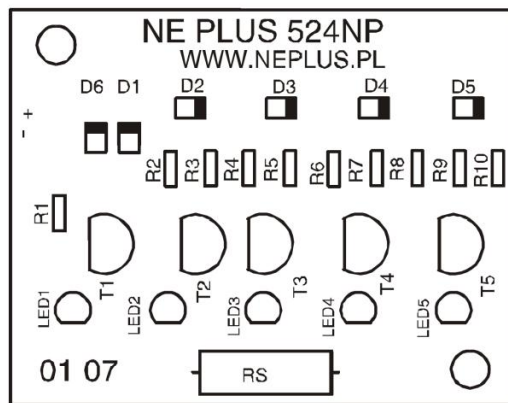 NE PLUS 524NP
WWW.NEPLUS.PL
D6 D1 D2 D3 D4 D5
- +
R1 R2 R3 R4 R5 R6 R7 R8 R9 R10
T1 T2 T3 T4 T5
LED1 LED2 LED3 LED4 LED5
01 07
RS